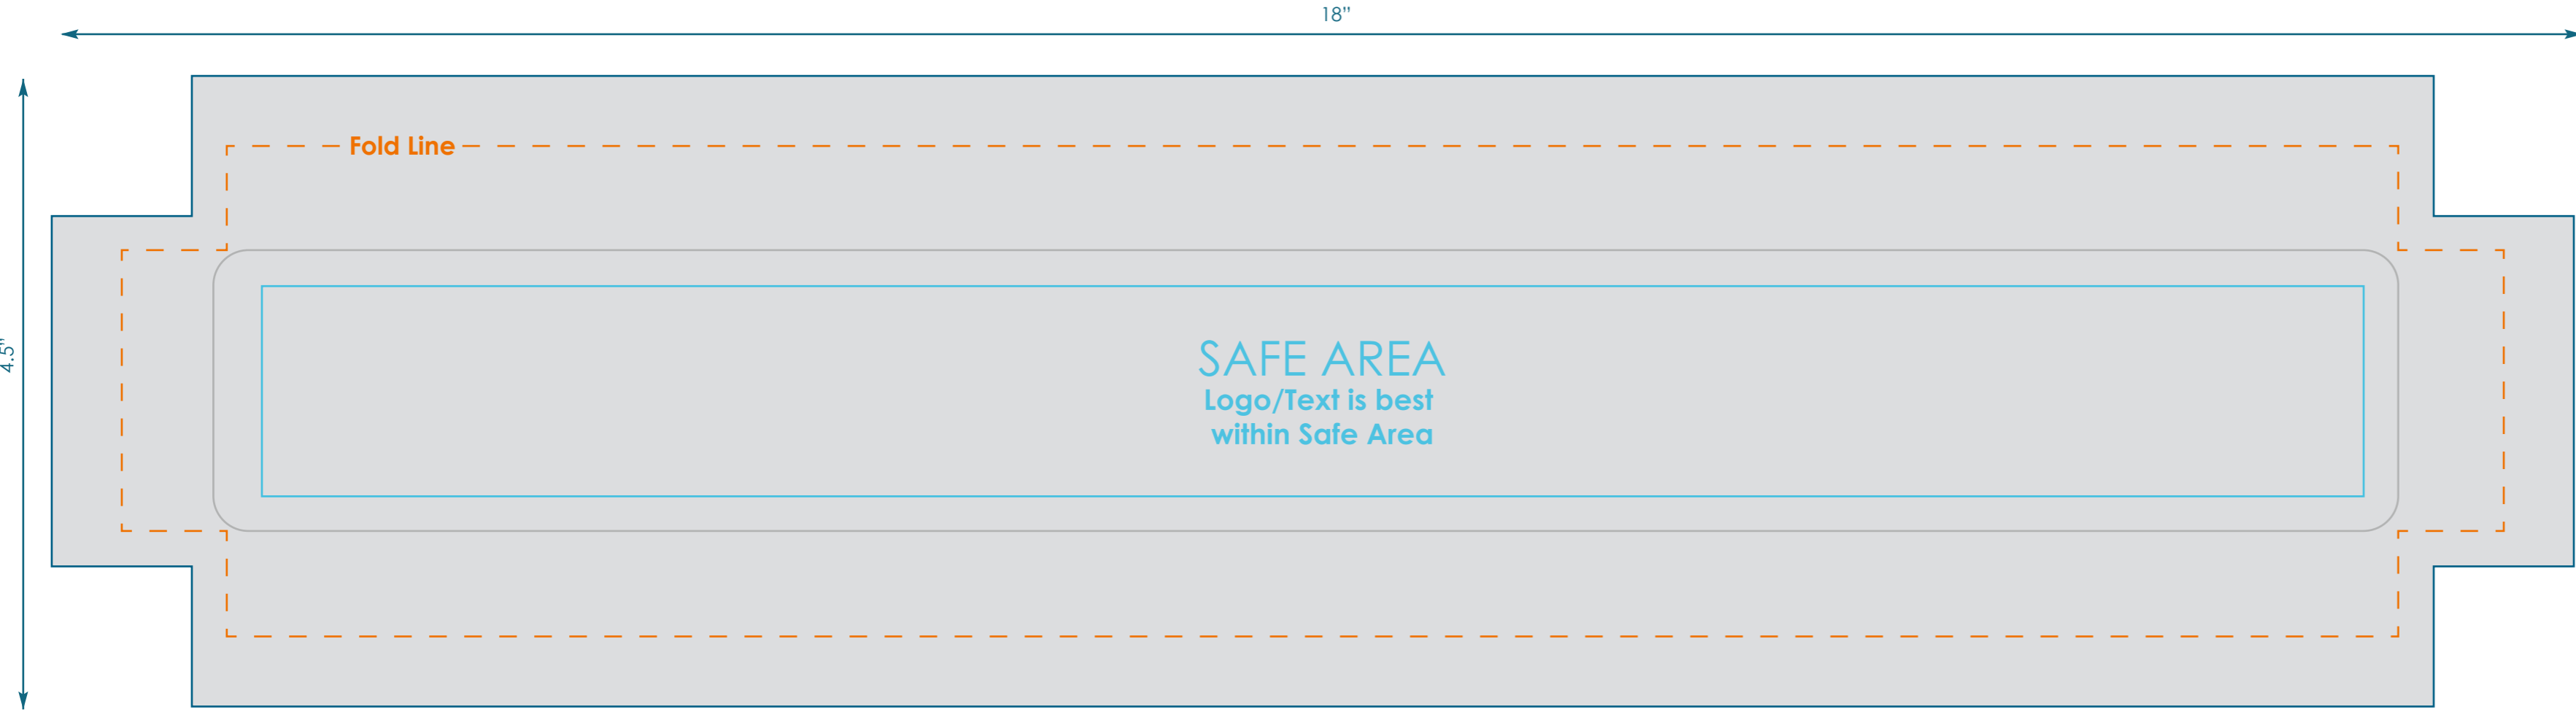 18”
Fold Line
4.5”
SAFE AREA
Logo/Text is best
within Safe Area